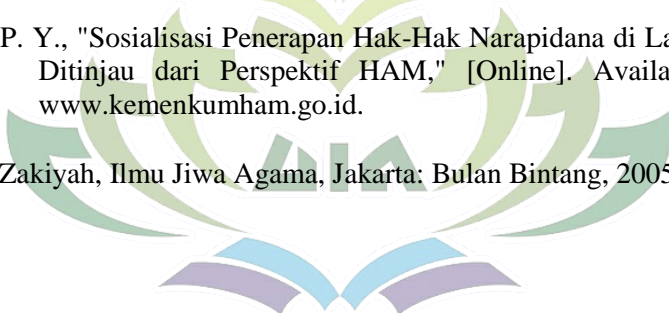 P. Y., "Sosialisasi Penerapan Hak-Hak Narapidana di La
Ditinjau dari Perspektif HAM," [Online]. Availa
www.kemenkumham.go.id.
Zakiyah, Ilmu Jiwa Agama, Jakarta: Bulan Bintang, 2005
UIN